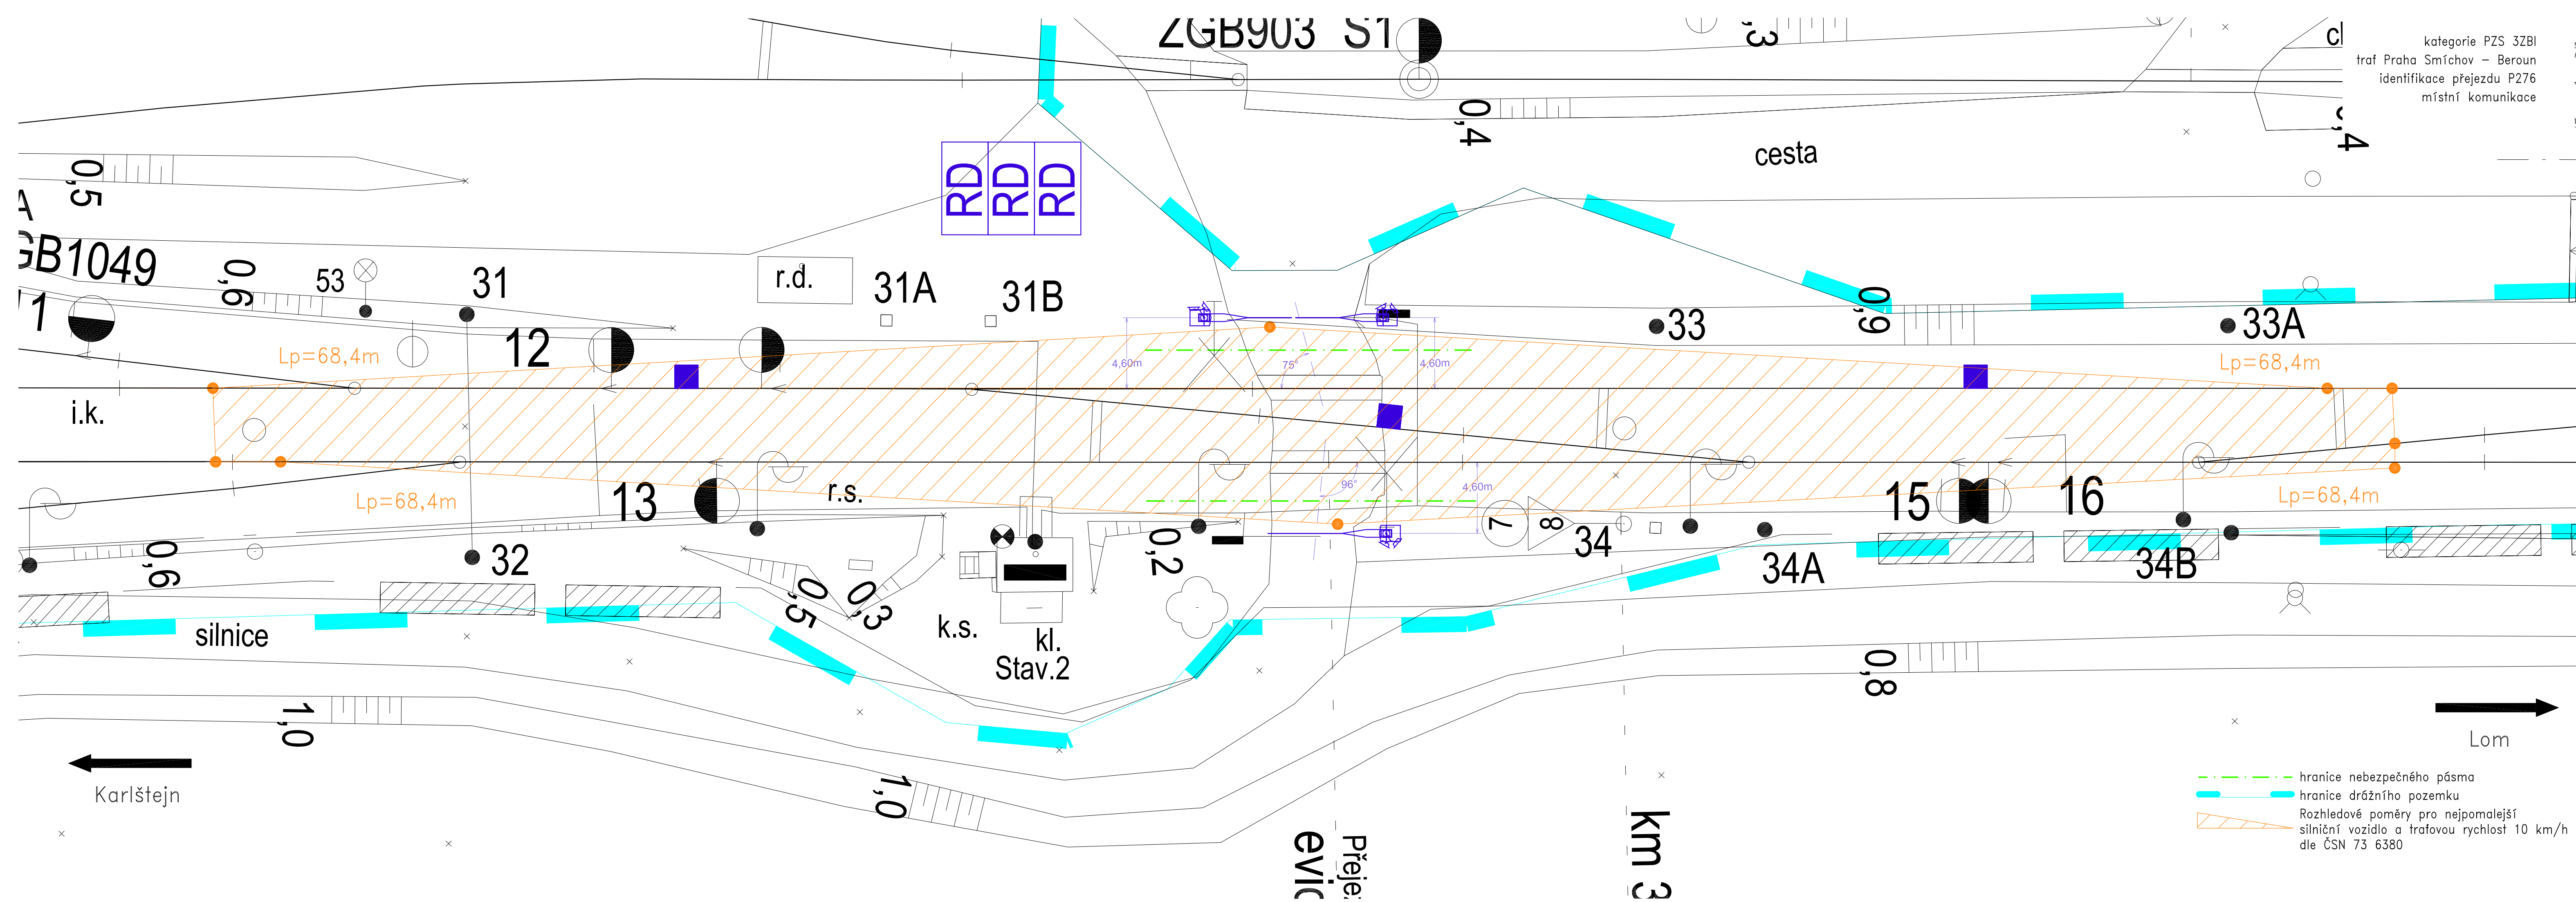 ZGB903 S1
kategorie PZS 3ZBI
trať Praha Smíchov – Beroun
identifikace přejezdu P276
místní komunikace
0,4
cesta
0,5
RD
RD
RD
GB1049
0,6
53
31
r.d.
31A
31B
33
0,9
33A
12
Lp=68,4m
4,60m
75°
4,60m
Lp=68,4m
i.k.
Lp=68,4m
13
r.s.
96°
4,60m
7
8
15
16
Lp=68,4m
0,6
32
0,2
34
34A
34B
0,5
0,3
silnice
k.s.
kl.
Stav.2
0,8
1,0
Karlštejn
1,0
Lom
hranice nebezpečného pásma
hranice drážního pozemku
Rozhledové poměry pro nejpomalejší
silniční vozidlo a traťovou rychlost 10 km/h
dle ČSN 73 6380
km 3